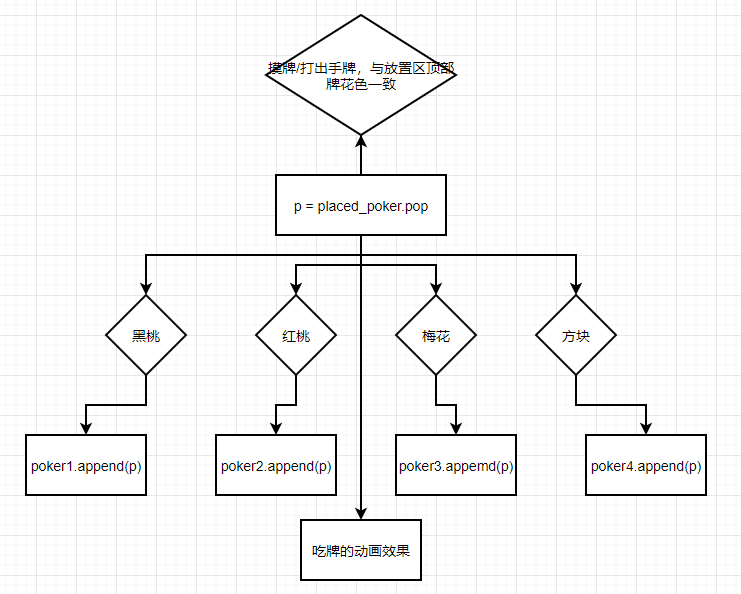 摸牌/打出手牌，与放置区顶部
牌花色一致
p = placed_poker.pop
黑桃
红桃
梅花
方块
poker1.append(p)
poker2.append(p)
poker3.appemd(p)
poker4.append(p)
吃牌的动画效果